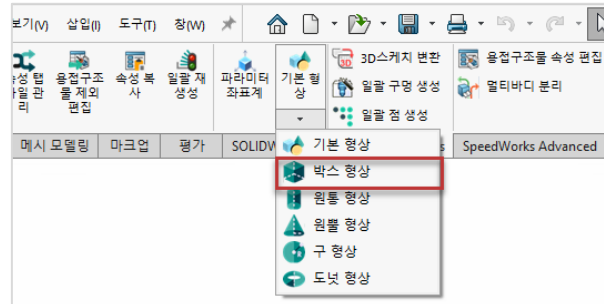 보기(V) 삽입(I) 도구(T) 창(W)
3D스케치 변환 용접구조물 속성 편집
속성 탭 용접구조 속성 복 일괄 재 파라미터 기본 형
파일 관 물 제외 사 생성 좌표계 상 일괄 구멍 생성 멀티바디 분리
리 편집
일괄 점 생성
메시 모델링 마크업 평가 SOLIDW s SpeedWorks Advanced
기본 형상
박스 형상
원통 형상
원뿔 형상
구 형상
도넛 형상